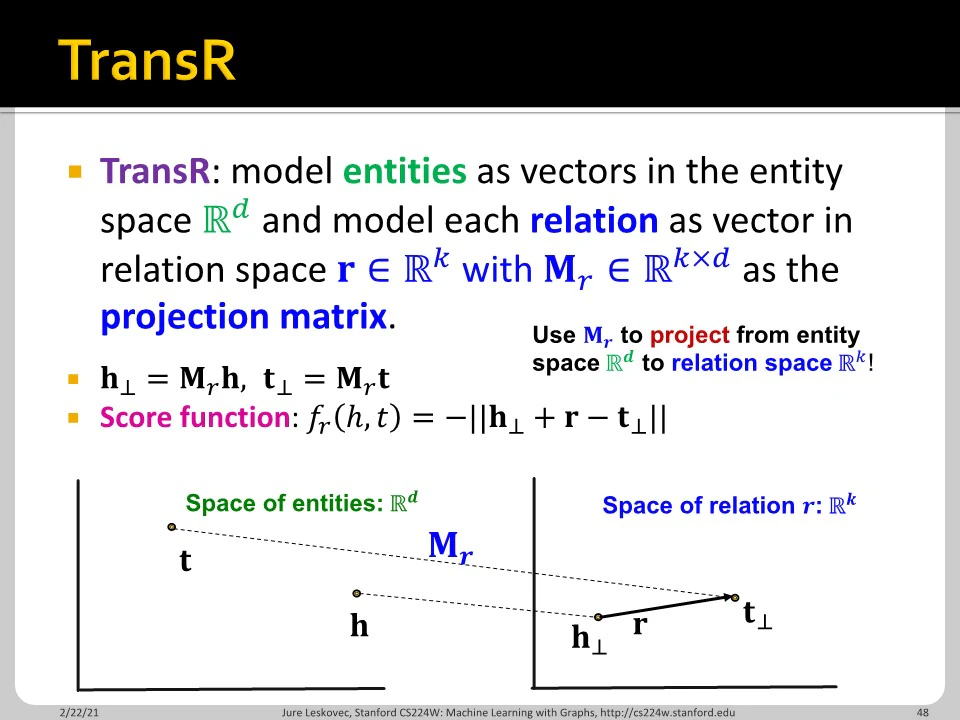 TransR
TransR: model entities as vectors in the entity
space ℝ^d and model each relation as vector in
relation space 𝐫 ∈ ℝ^k with 𝐌_r ∈ ℝ^{k×d} as the
projection matrix.
Use 𝐌_r to project from entity
space ℝ^d to relation space ℝ^k!
𝐡_⊥ = 𝐌_r𝐡, 𝐭_⊥ = 𝐌_r𝐭
Score function: f_r(h, t) = −||𝐡_⊥ + 𝐫 − 𝐭_⊥||
Space of entities: ℝ^d
Space of relation r: ℝ^k
𝐌_r
𝐭
𝐡
𝐡_⊥
𝐫
𝐭_⊥
2/22/21
Jure Leskovec, Stanford CS224W: Machine Learning with Graphs, http://cs224w.stanford.edu
48